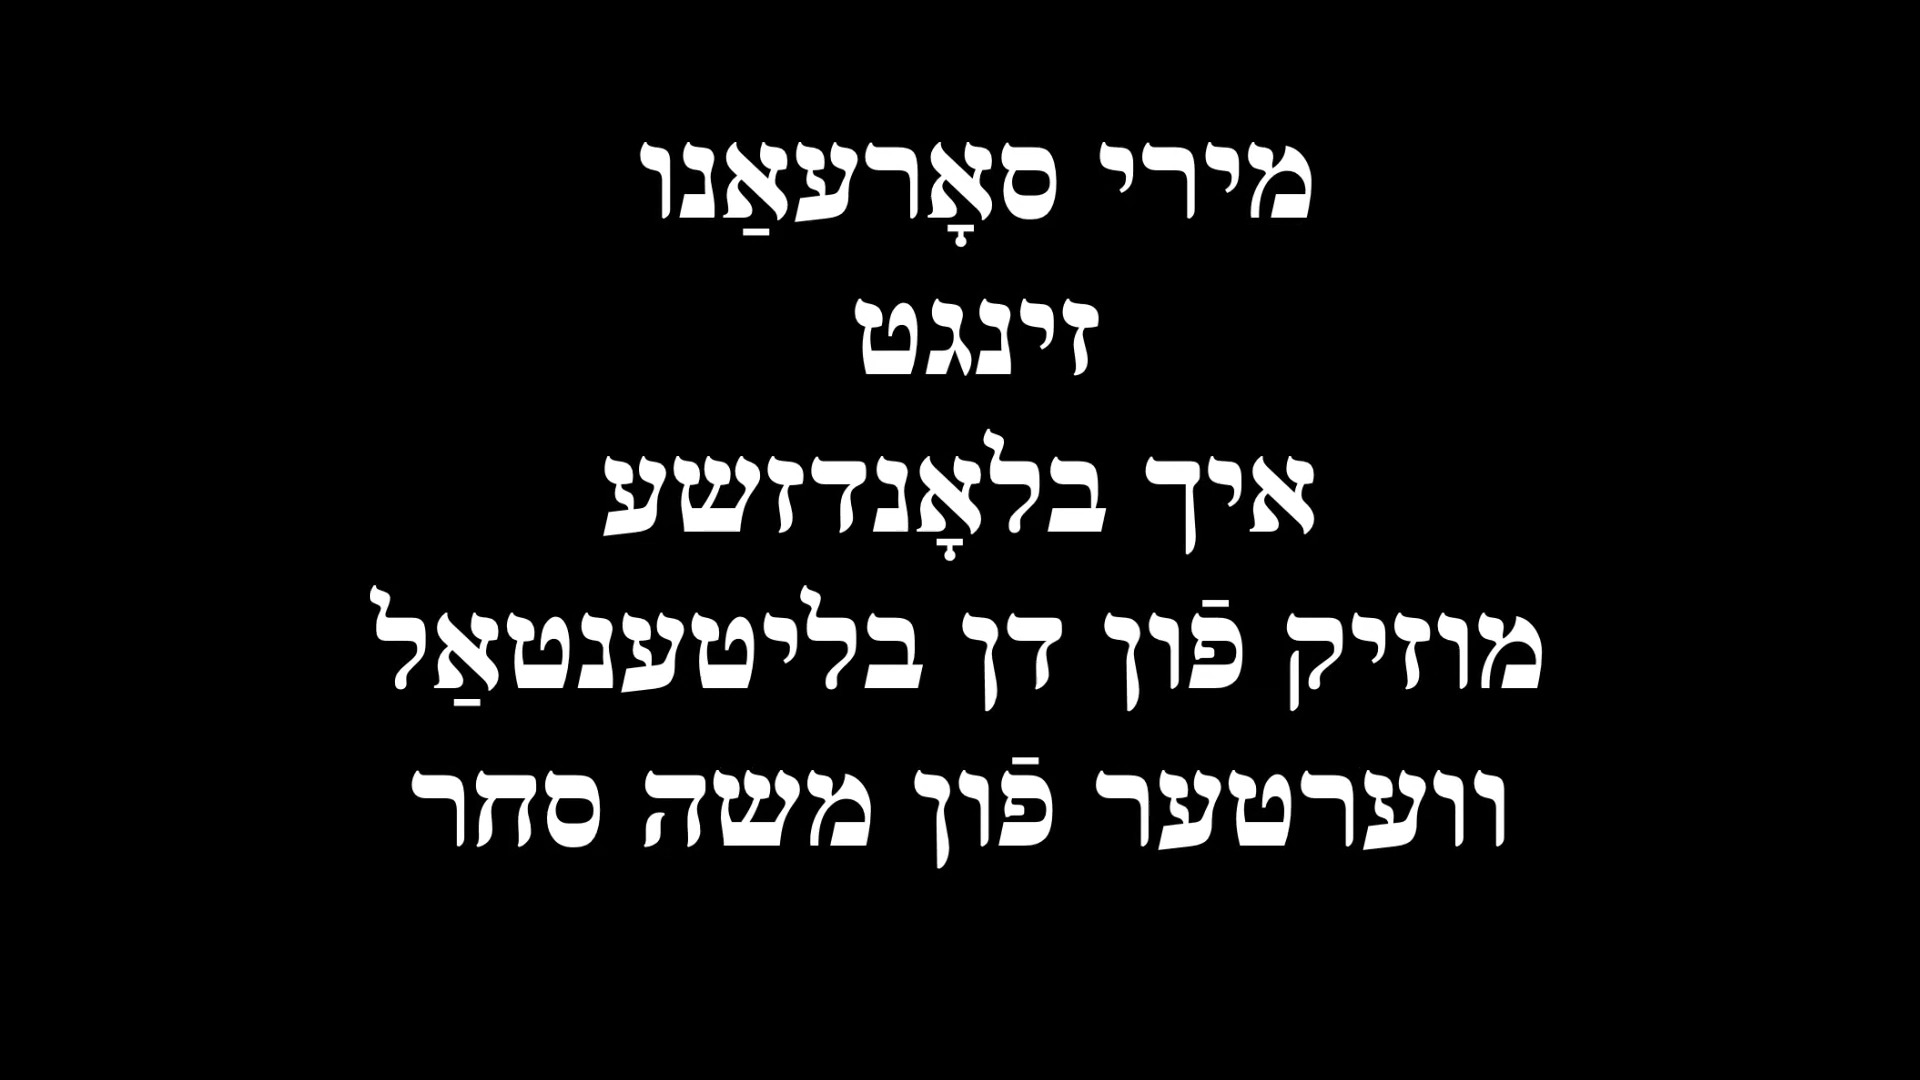 מירי סאָרעאַנו
זינגט
איך בלאָנדזשע
מוזיק פֿון דן בליטענטאַל
ווערטער פֿון משה סחר